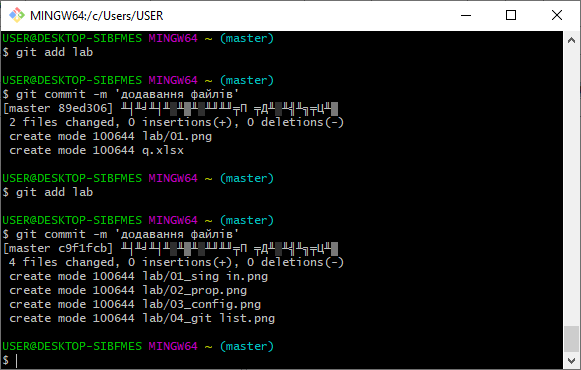 MINGW64:/c/Users/USER
USER@DESKTOP-SIBFMES MINGW64 ~ (master)
$ git add lab
USER@DESKTOP-SIBFMES MINGW64 ~ (master)
$ git commit -m 'додавання файлів'
[master 89ed306]
2 files changed, 0 insertions(+), 0 deletions(-)
create mode 100644 lab/01.png
create mode 100644 q.xlsx
USER@DESKTOP-SIBFMES MINGW64 ~ (master)
$ git add lab
USER@DESKTOP-SIBFMES MINGW64 ~ (master)
$ git commit -m 'додавання файлів'
[master c9f1fcb]
4 files changed, 0 insertions(+), 0 deletions(-)
create mode 100644 lab/01_sing in.png
create mode 100644 lab/02_prop.png
create mode 100644 lab/03_config.png
create mode 100644 lab/04_git list.png
USER@DESKTOP-SIBFMES MINGW64 ~ (master)
$